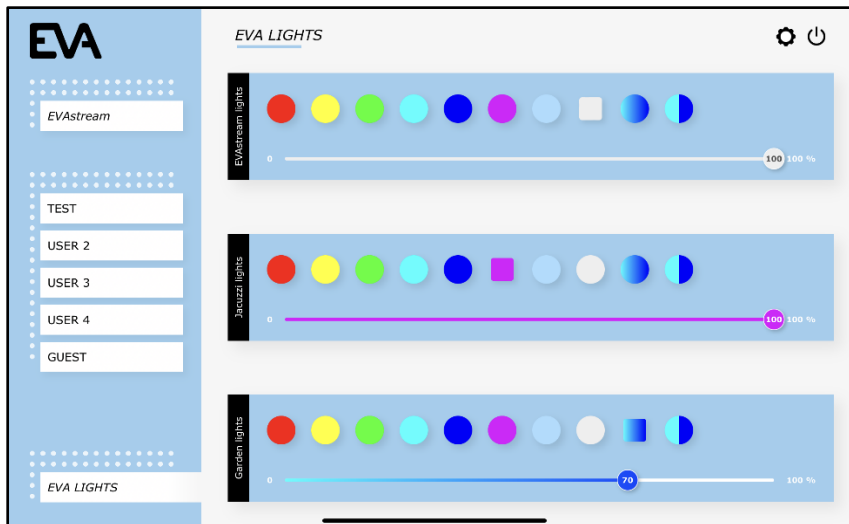 EVA
EVAstream
TEST
USER 2
USER 3
USER 4
GUEST
EVA LIGHTS
EVA LIGHTS
EVAstream lights
0
100
100 %
Jacuzzi lights
0
100
100 %
Garden lights
0
70
100 %